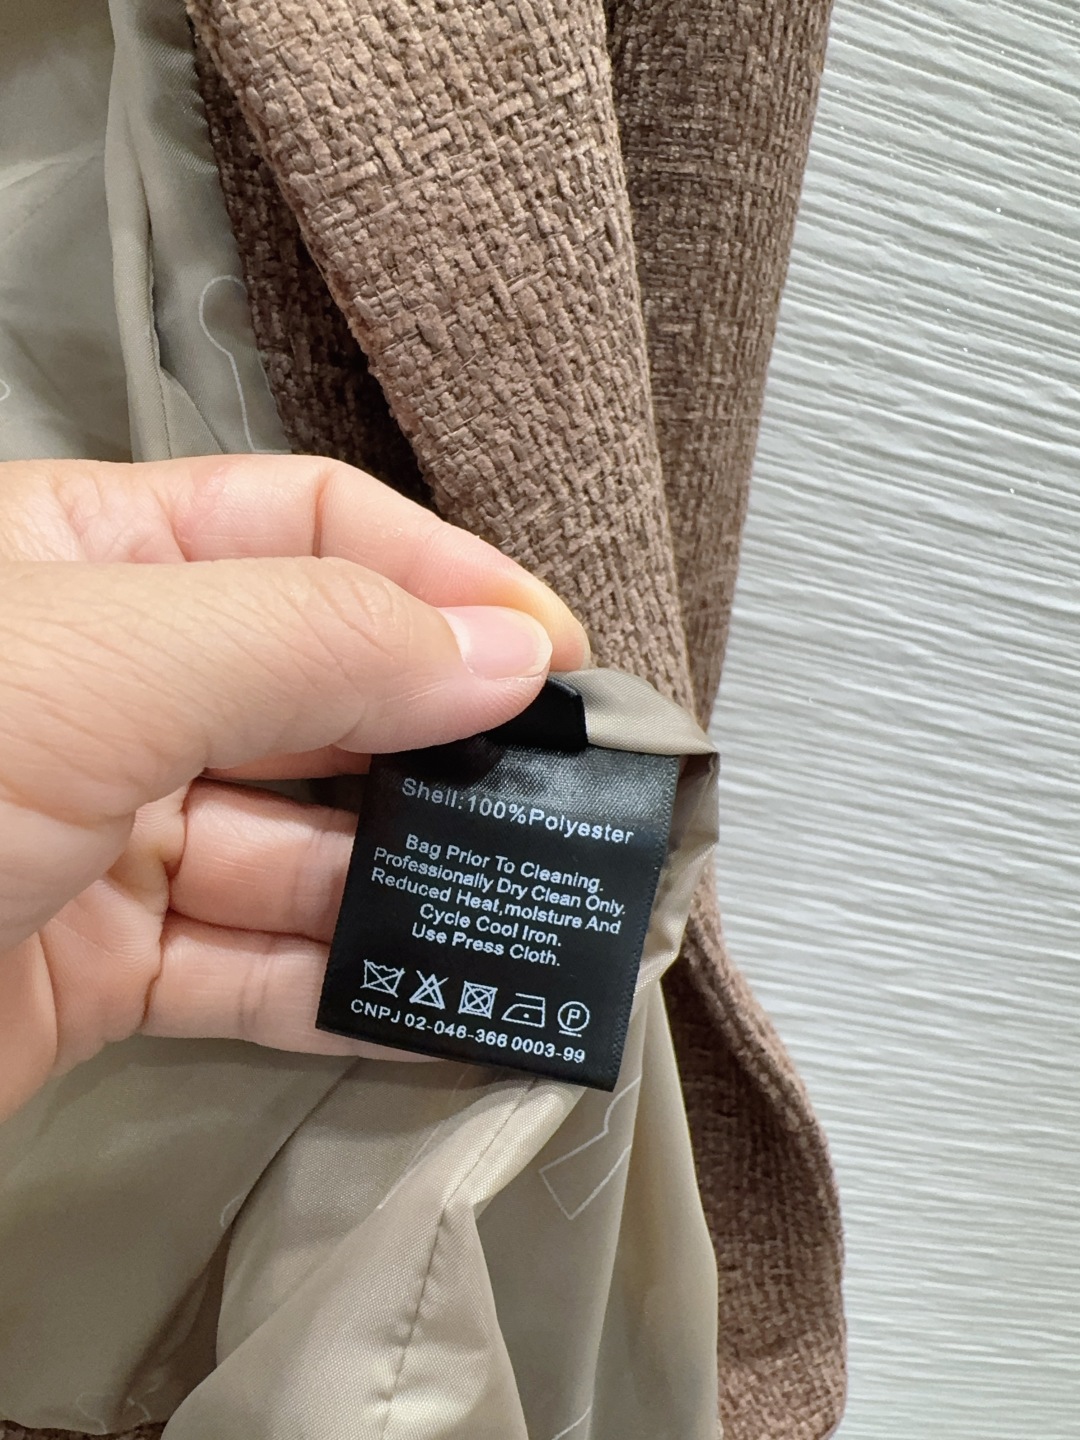 Shell:100%Polyester
Bag Prior To Cleaning.
Professionally Dry Clean Only.
Reduced Heat,molsture And
Cycle Cool Iron.
Use Press Cloth.
P
CNPJ 02-046-366 0003-99